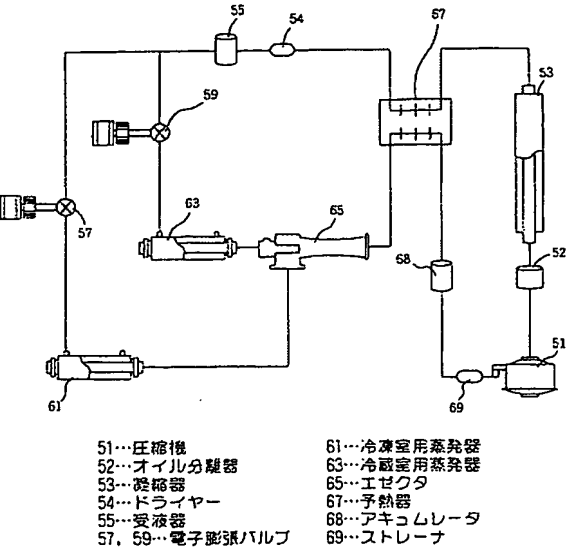 55
54
67
53
59
57
63
65
68
52
51
61
69
51…圧縮機
52…オイル分離器
53…凝縮器
54…ドライヤー
55…受液器
57, 59…電子膨張バルブ
61…冷凍室用蒸発器
63…冷蔵室用蒸発器
65…エゼクタ
67…予熱器
68…アキュムレータ
69…ストレーナ